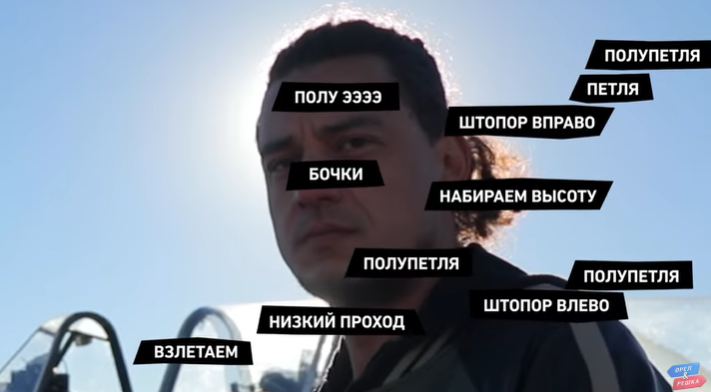 ПОЛУПЕТЛЯ
ПЕТЛЯ
ПОЛУ ЭЭЭЭ
ШТОПОР ВПРАВО
БОЧКИ
НАБИРАЕМ ВЫСОТУ
ПОЛУПЕТЛЯ
ПОЛУПЕТЛЯ
ШТОПОР ВЛЕВО
НИЗКИЙ ПРОХОД
ВЗЛЕТАЕМ
ОРЕЛ
&
РЕШКА